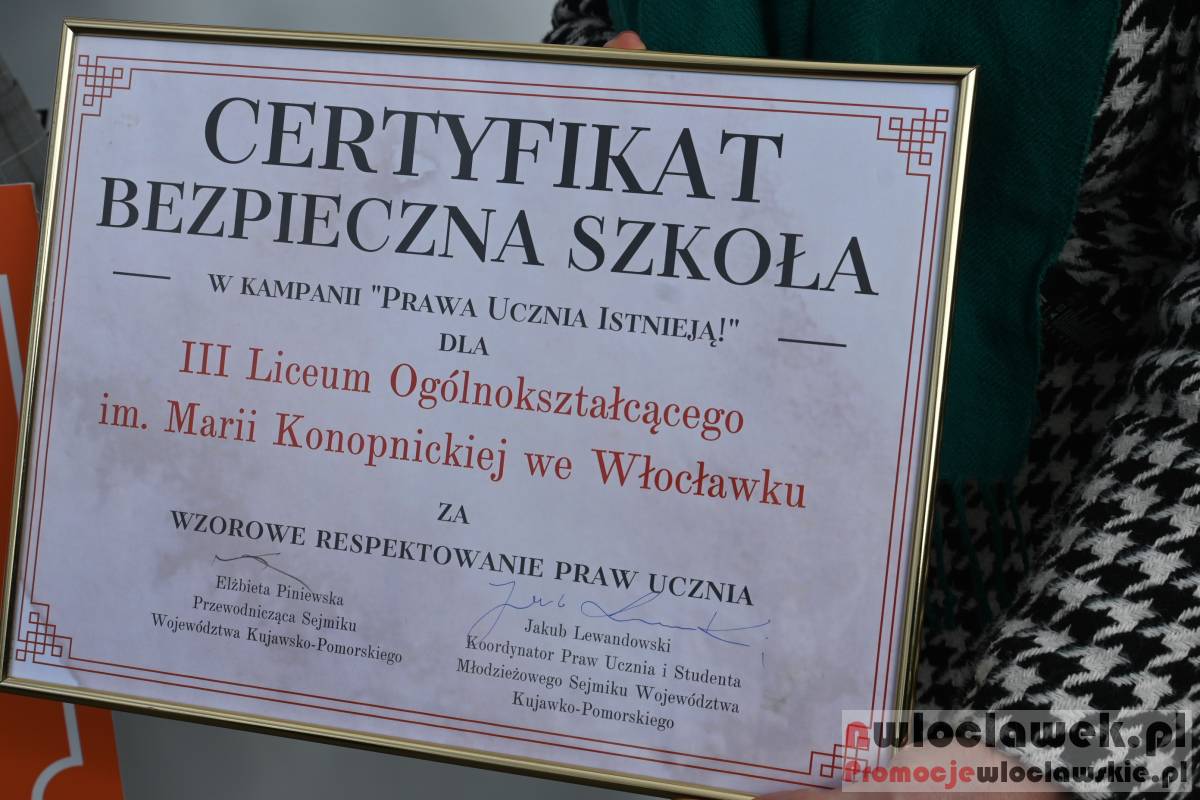 CERTYFIKAT
BEZPIECZNA SZKOŁA
W KAMPANII "PRAWA UCZNIA ISTNIEJĄ!"
DLA
III Liceum Ogólnokształcącego
im. Marii Konopnickiej we Włocławku
ZA
WZOROWE RESPEKTOWANIE PRAW UCZNIA
Elżbieta Piniewska
Przewodnicząca Sejmiku
Województwa Kujawsko-Pomorskiego
Jakub Lewandowski
Koordynator Praw Ucznia i Studenta
Młodzieżowego Sejmiku Województwa
Kujawko-Pomorskiego
wloclawek.pl
Promocjewloclawskie.pl